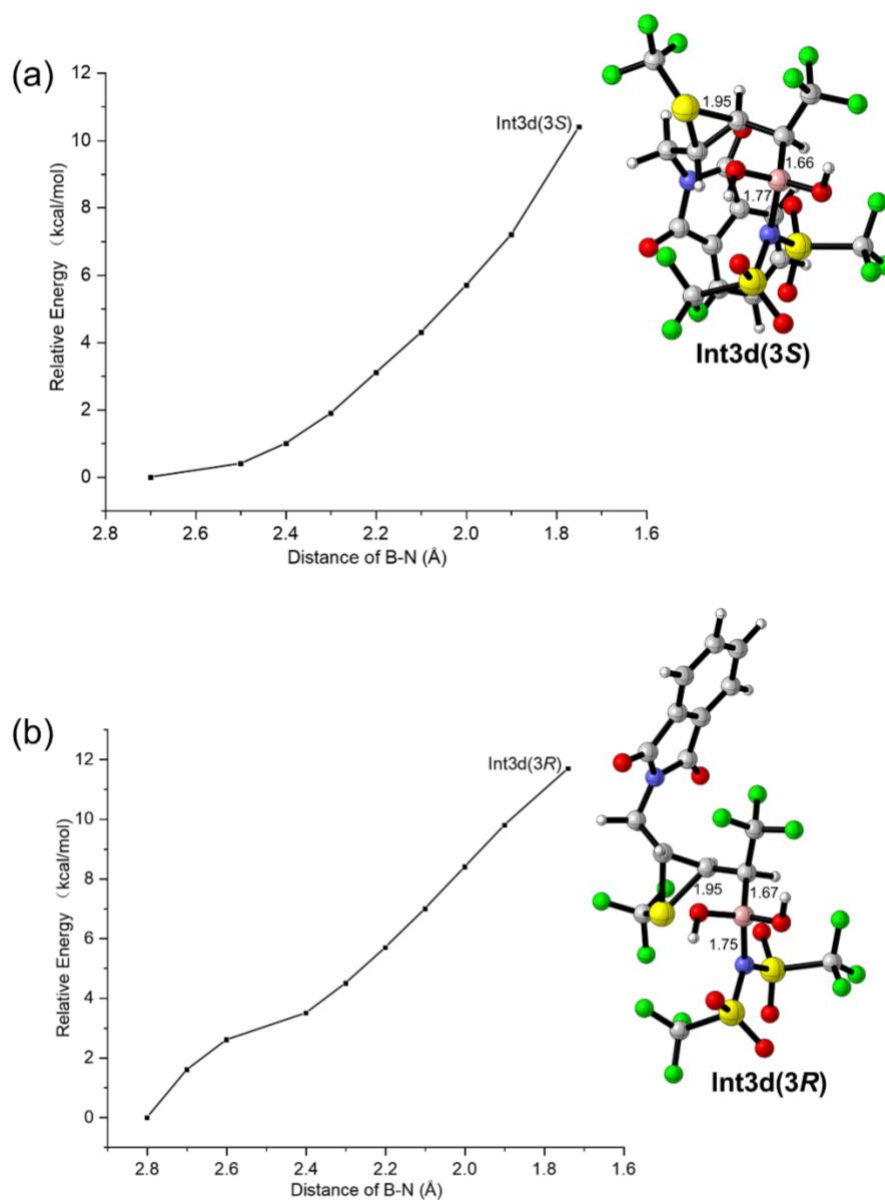 (a)
12
10
8
6
4
2
0
Relative Energy（kcal/mol)
2.8 2.6 2.4 2.2 2.0 1.8 1.6
Distance of B-N (Å)
Int3d(3S)
1.95
1.66
1.77
Int3d(3S)
(b)
12
10
8
6
4
2
0
Relative Energy（kcal/mol)
2.8 2.6 2.4 2.2 2.0 1.8 1.6
Distance of B-N (Å)
Int3d(3R)
1.95
1.67
1.75
Int3d(3R)